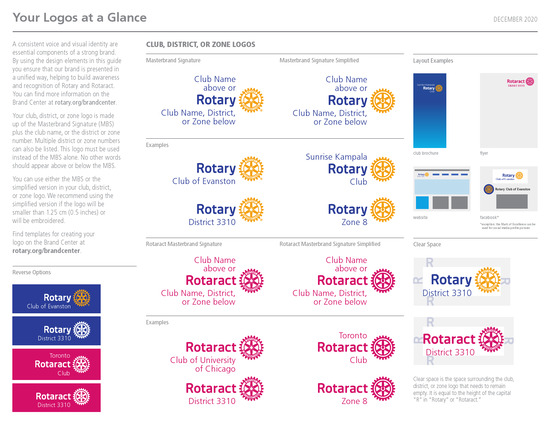 Your Logos at a Glance
DECEMBER 2020
A consistent voice and visual identity are
essential components of a strong brand.
By using the design elements in this guide
you ensure that our brand is presented in
a unified way, helping to build awareness
and recognition of Rotary and Rotaract.
You can find more information on the
Brand Center at rotary.org/brandcenter.
Your club, district, or zone logo is made
up of the Masterbrand Signature (MBS)
plus the club name, or the district or zone
number. Multiple district or zone numbers
can also be listed. This logo must be used
instead of the MBS alone. No other words
should appear above or below the MBS.
You can use either the MBS or the
simplified version in your club, district,
or zone logo. We recommend using the
simplified version if the logo will be
smaller than 1.25 cm (0.5 inches) or
will be embroidered.
Find templates for creating your
logo on the Brand Center at
rotary.org/brandcenter.
Reverse Options
Rotary
Club of Evanston
Rotary
District 3310
Toronto
Rotaract
Club
Rotaract
District 3310
CLUB, DISTRICT, OR ZONE LOGOS
Masterbrand Signature
Club Name
above or
Rotary
Club Name, District,
or Zone below
Masterbrand Signature Simplified
Club Name
above or
Rotary
Club Name, District,
or Zone below
Examples
Rotary
Club of Evanston
Sunrise Kampala
Rotary
Club
Rotary
District 3310
Rotary
Zone 8
Rotaract Masterbrand Signature
Club Name
above or
Rotaract
Club Name, District,
or Zone below
Rotaract Masterbrand Signature Simplified
Club Name
above or
Rotaract
Club Name, District,
or Zone below
Examples
Rotaract
Club of University
of Chicago
Toronto
Rotaract
Club
Rotaract
District 3310
Rotaract
Zone 8
Layout Examples
Rotary
club brochure
Rotaract
flyer
website
Rotary
Rotary Club of Evanston
facebook*
Clear Space
R
Rotary
District 3310
R
R
R
Rotaract
District 3310
R
R
Clear space is the space surrounding the club,
district, or zone logo that needs to remain
empty. It is equal to the height of the capital
"R" in "Rotary" or "Rotaract."